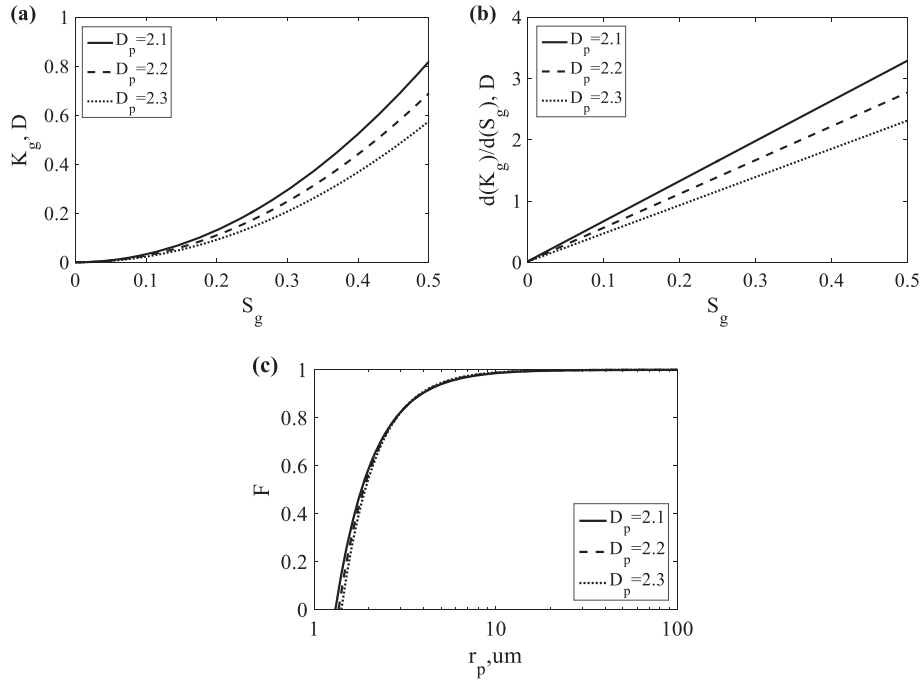 (a)
D_p=2.1
D_p=2.2
D_p=2.3
K_g, D
1
0.8
0.6
0.4
0.2
0
0 0.1 0.2 0.3 0.4 0.5
S_g
(b)
D_p=2.1
D_p=2.2
D_p=2.3
d(K_g)/d(S_g), D
4
3
2
1
0
0 0.1 0.2 0.3 0.4 0.5
S_g
(c)
F
1
0.8
0.6
0.4
0.2
0
D_p=2.1
D_p=2.2
D_p=2.3
1 10 100
r_p,um